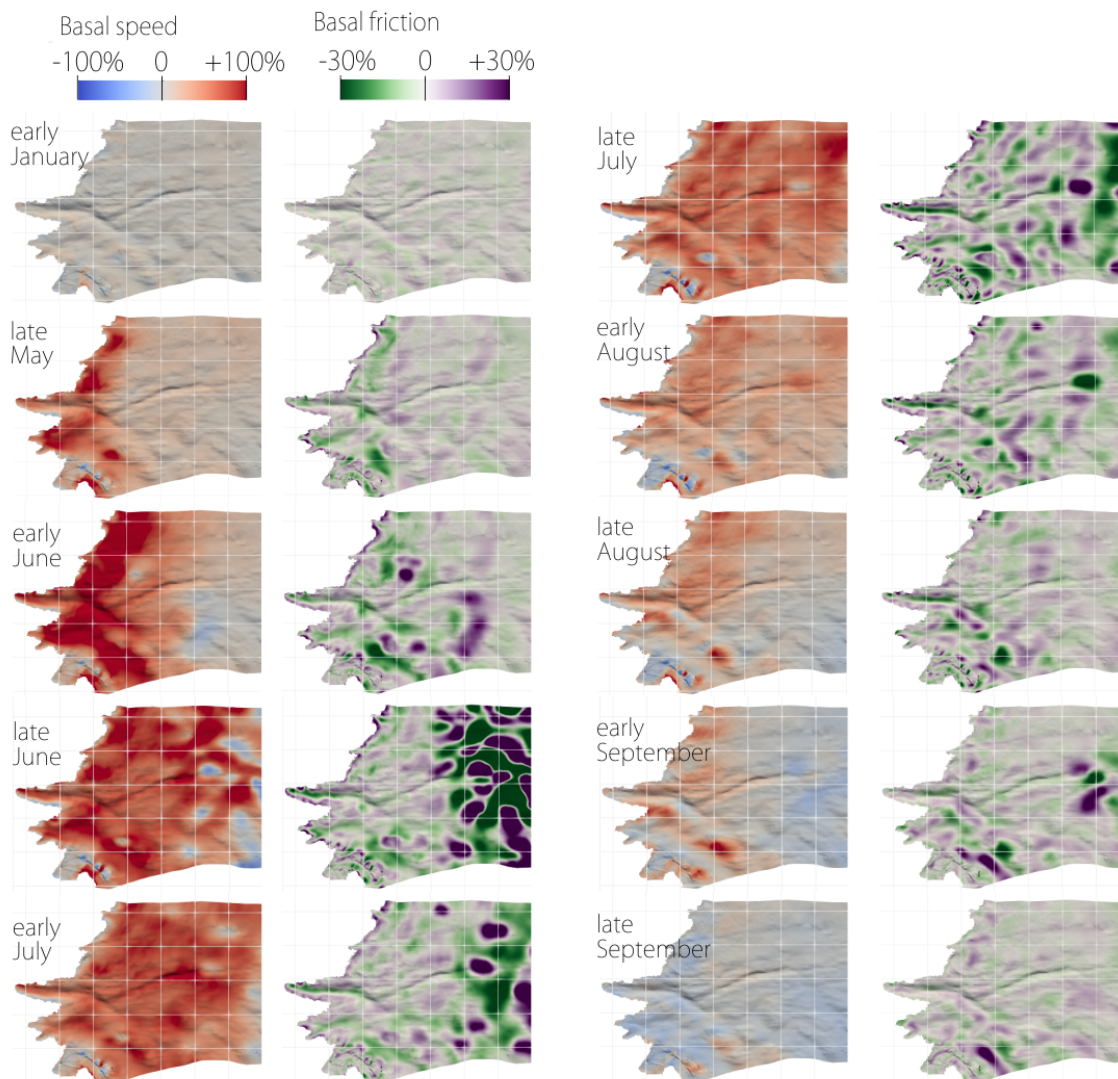 Basal speed
-100% 0 +100%
Basal friction
-30% 0 +30%
early
January
late
May
early
June
late
June
early
July
late
July
early
August
late
August
early
September
late
September